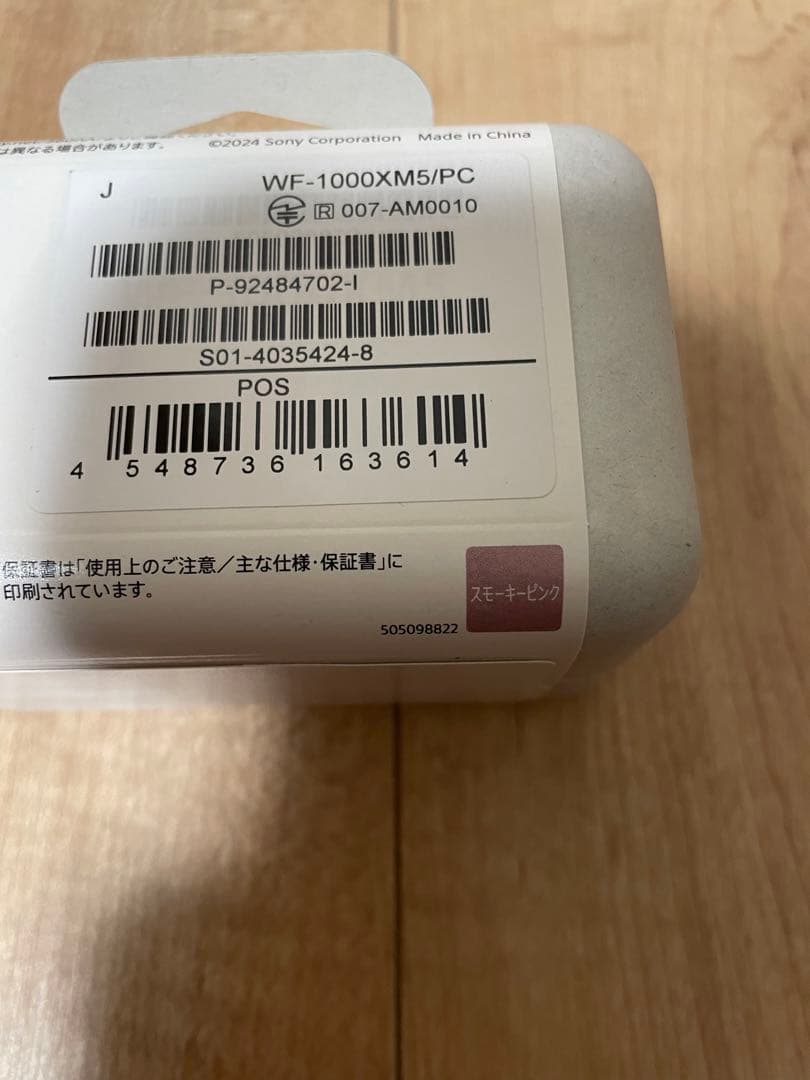 は異なる場合があります。 ©2024 Sony Corporation Made in China
J WF-1000XM5/PC
R 007-AM0010
P-92484702-I
S01-4035424-8
POS
4 548736 163614
保証書は「使用上のご注意/主な仕様・保証書」に
印刷されています。
スモーキーピンク
505098822